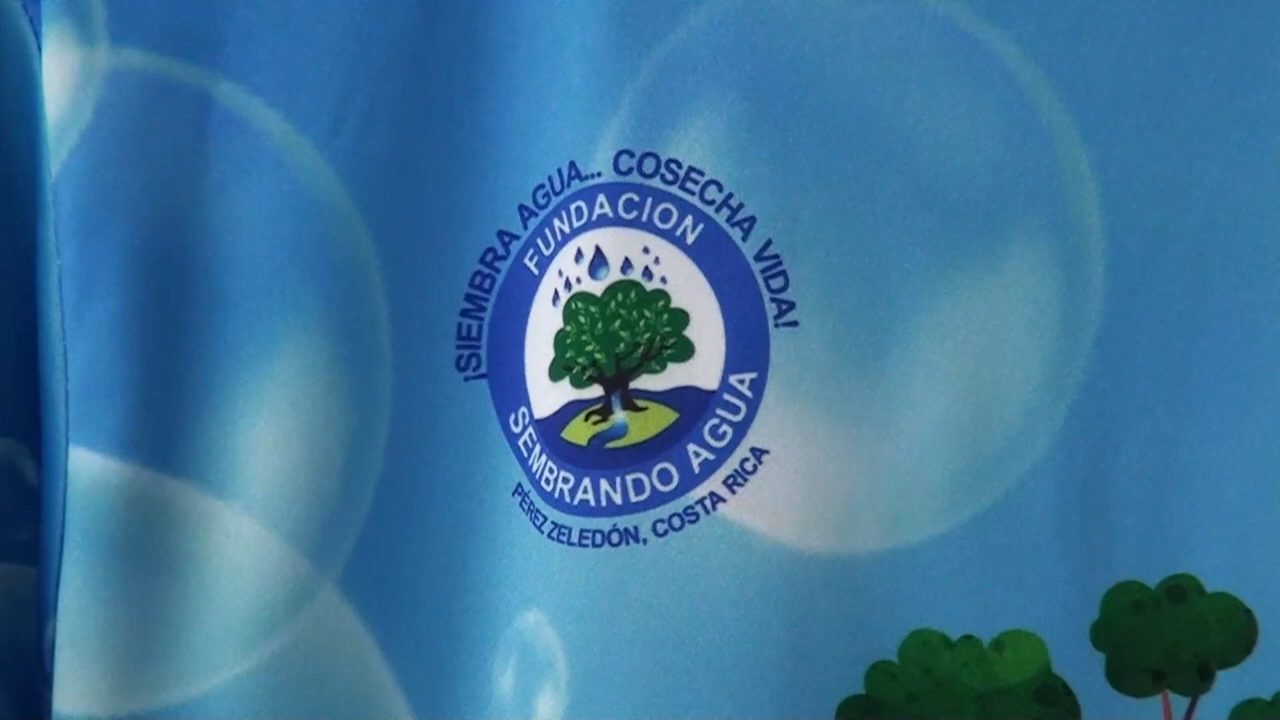 ¡SIEMBRA AGUA... COSECHA VIDA!
FUNDACION
SEMBRANDO AGUA
PÉREZ ZELEDÓN, COSTA RICA